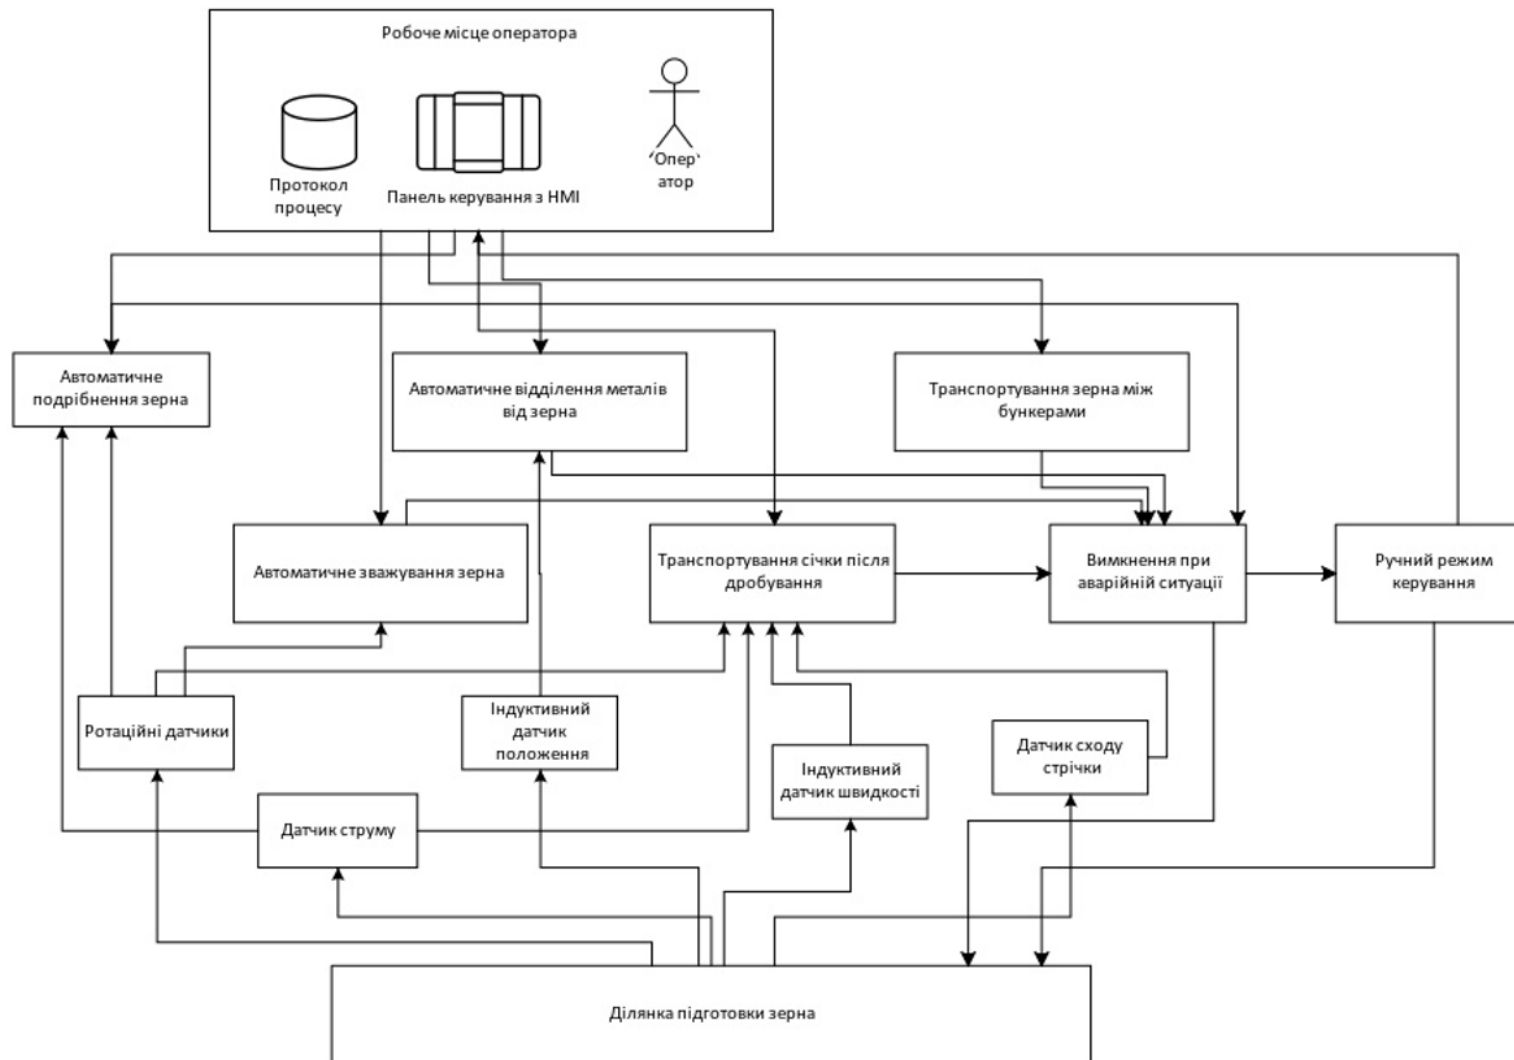 Робоче місце оператора
Протокол
процесу
Панель керування з HMI
Опер
атор
Автоматичне
подрібнення зерна
Автоматичне відділення металів
від зерна
Транспортування зерна між
бункерами
Автоматичне зважування зерна
Транспортування січки після
дробування
Вимкнення при
аварійній ситуації
Ручний режим
керування
Ротаційні датчики
Індуктивний
датчик
положення
Індуктивний
датчик швидкості
Датчик сходу
стрічки
Датчик струму
Ділянка підготовки зерна